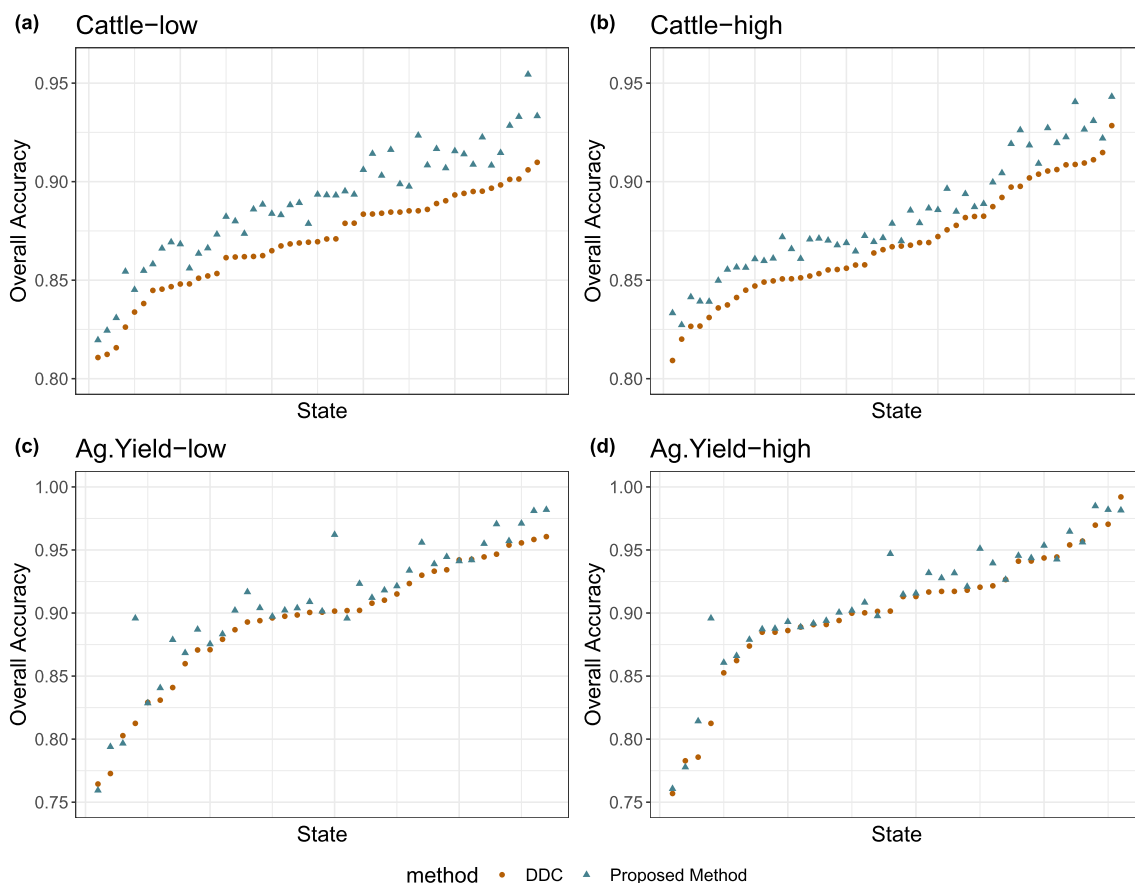 (a) Cattle−low
(b) Cattle−high
0.95
0.90
0.85
0.80
Overall Accuracy
State
0.95
0.90
0.85
0.80
Overall Accuracy
State
(c) Ag.Yield−low
(d) Ag.Yield−high
1.00
0.95
0.90
0.85
0.80
0.75
Overall Accuracy
State
1.00
0.95
0.90
0.85
0.80
0.75
Overall Accuracy
State
method DDC Proposed Method